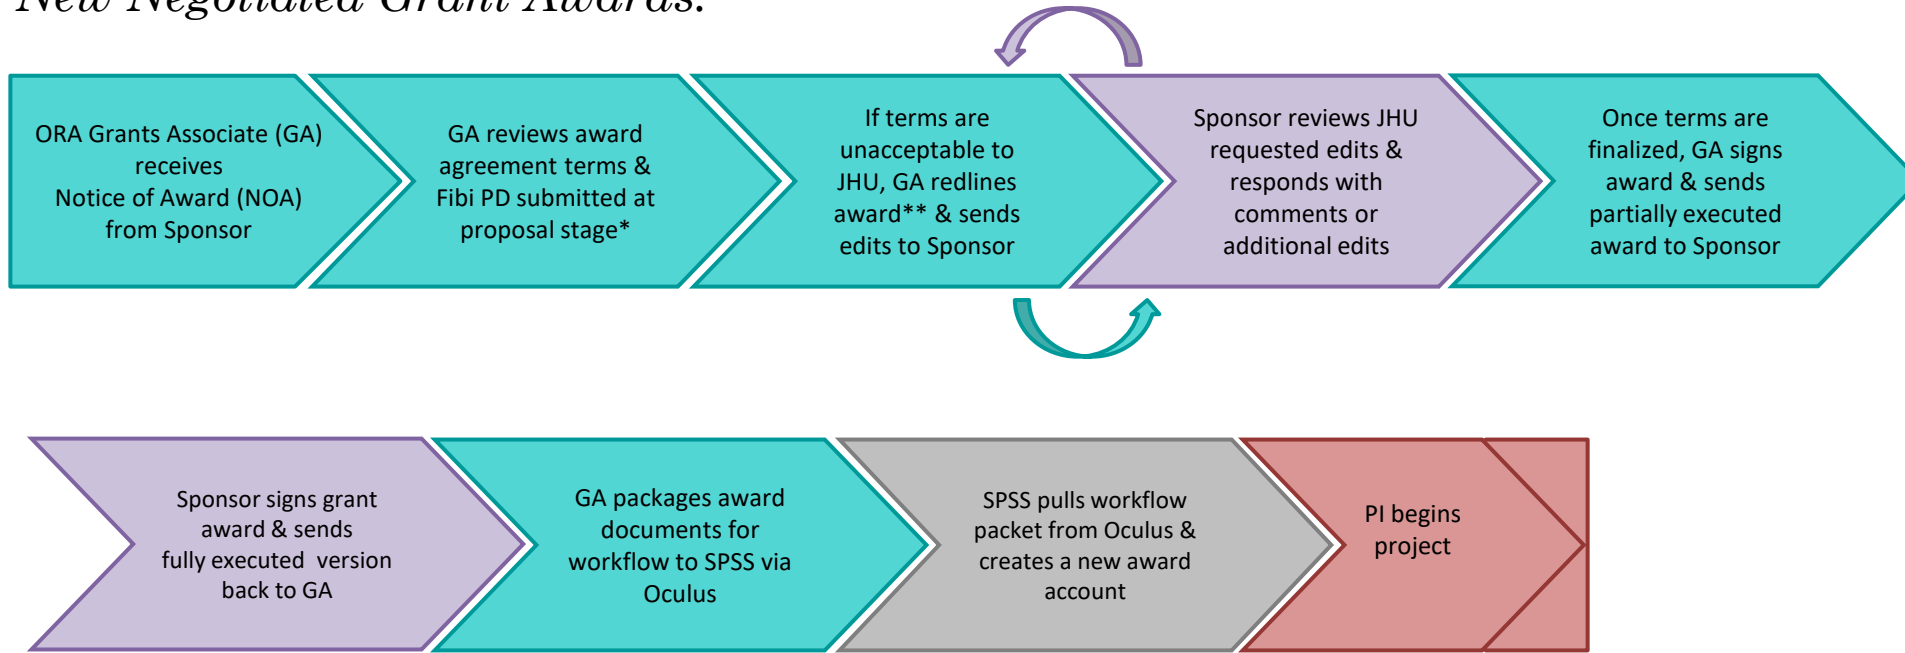 New Negotiated Grant Awards:
ORA Grants Associate (GA)
receives
Notice of Award (NOA)
from Sponsor
GA reviews award
agreement terms &
Fibi PD submitted at
proposal stage*
If terms are
unacceptable to
JHU, GA redlines
award** & sends
edits to Sponsor
Sponsor reviews JHU
requested edits &
responds with
comments or
additional edits
Once terms are
finalized, GA signs
award & sends
partially executed
award to Sponsor
Sponsor signs grant
award & sends
fully executed version
back to GA
GA packages award
documents for
workflow to SPSS via
Oculus
SPSS pulls workflow
packet from Oculus &
creates a new award
account
PI begins
project